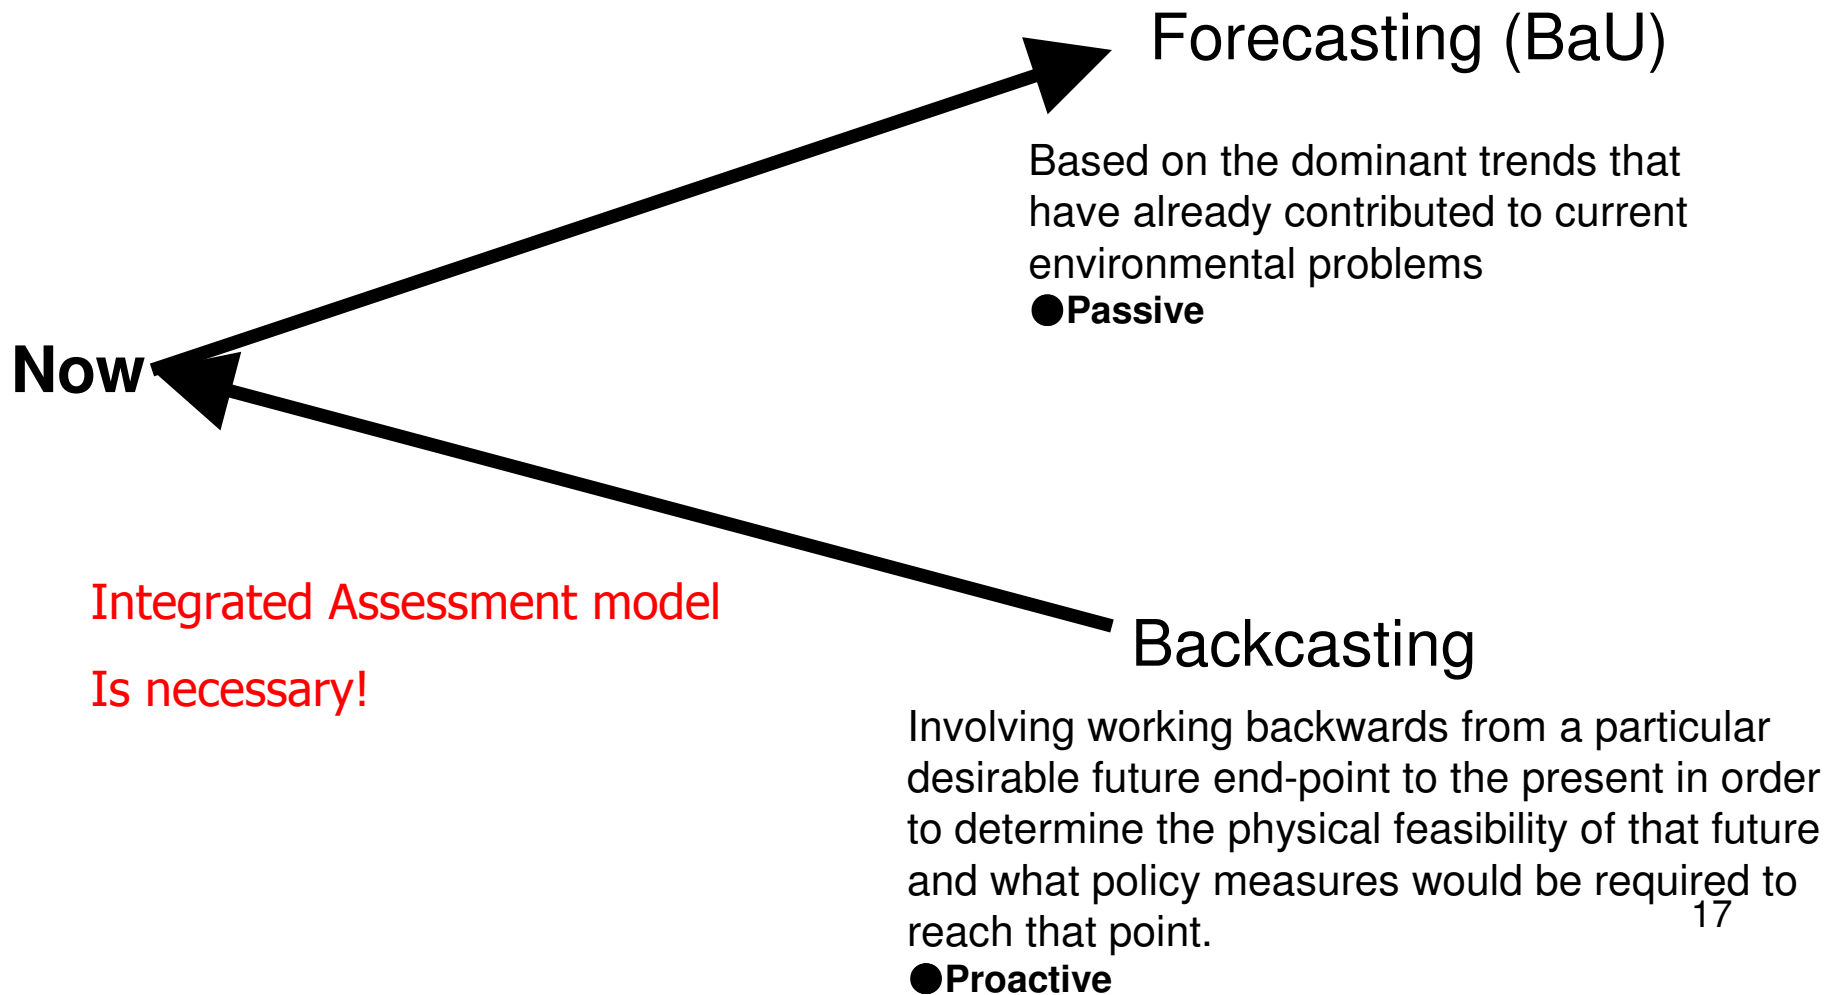 Forecasting (BaU)
Based on the dominant trends that
have already contributed to current
environmental problems
●Passive
Now
Integrated Assessment model
Is necessary!
Backcasting
Involving working backwards from a particular
desirable future end-point to the present in order
to determine the physical feasibility of that future
and what policy measures would be required to
reach that point.
●Proactive
17